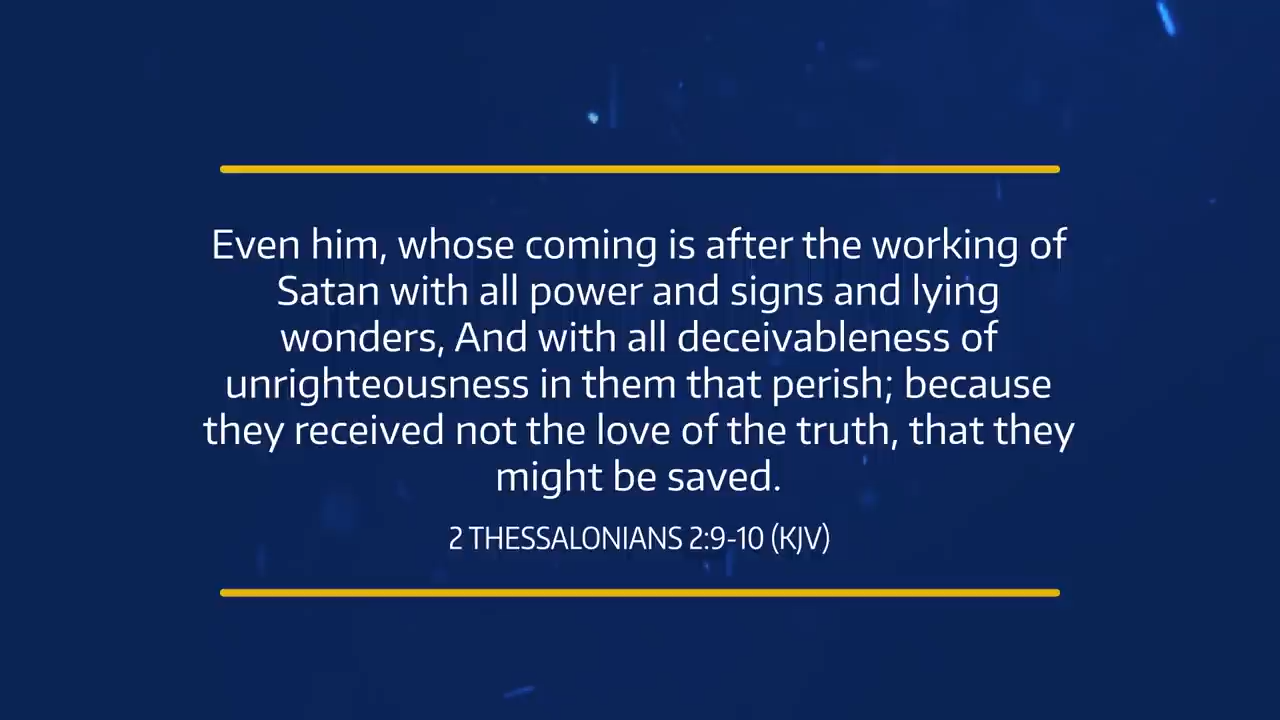 Even him, whose coming is after the working of
Satan with all power and signs and lying
wonders, And with all deceivableness of
unrighteousness in them that perish; because
they received not the love of the truth, that they
might be saved.
2 THESSALONIANS 2:9-10 (KJV)